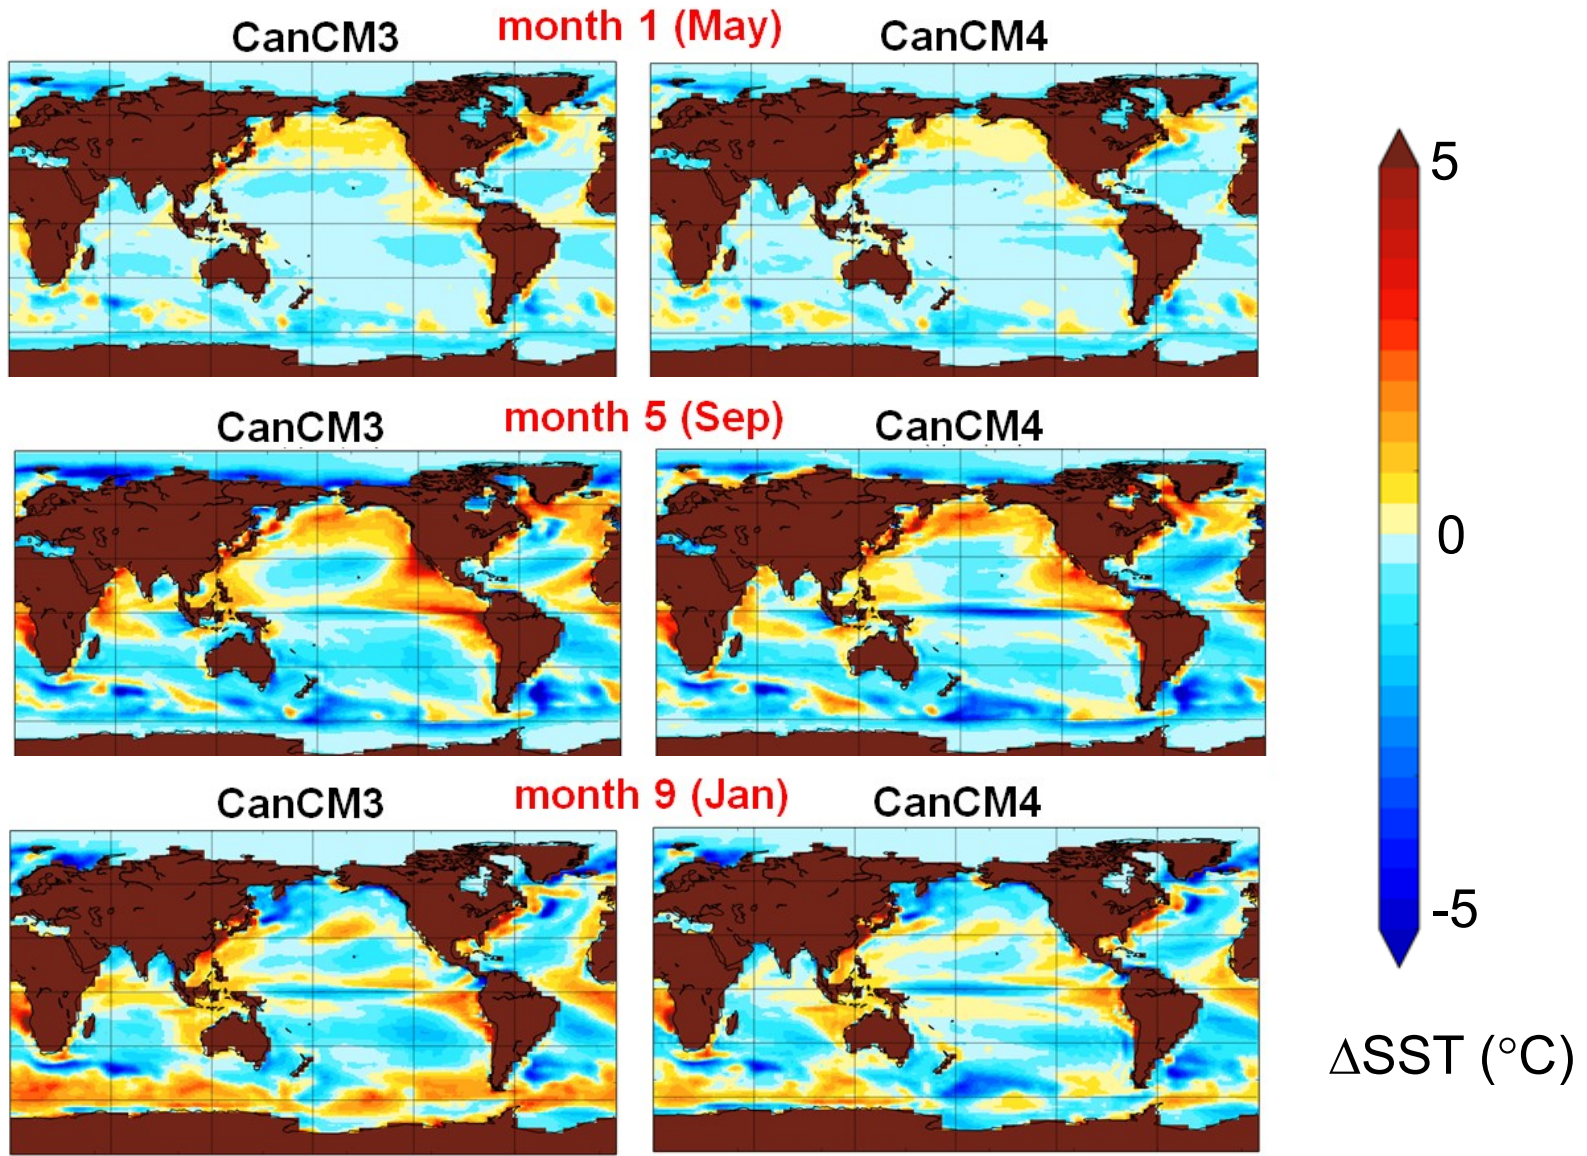 CanCM3 month 1 (May) CanCM4
CanCM3 month 5 (Sep) CanCM4
CanCM3 month 9 (Jan) CanCM4
5
0
-5
ΔSST (°C)